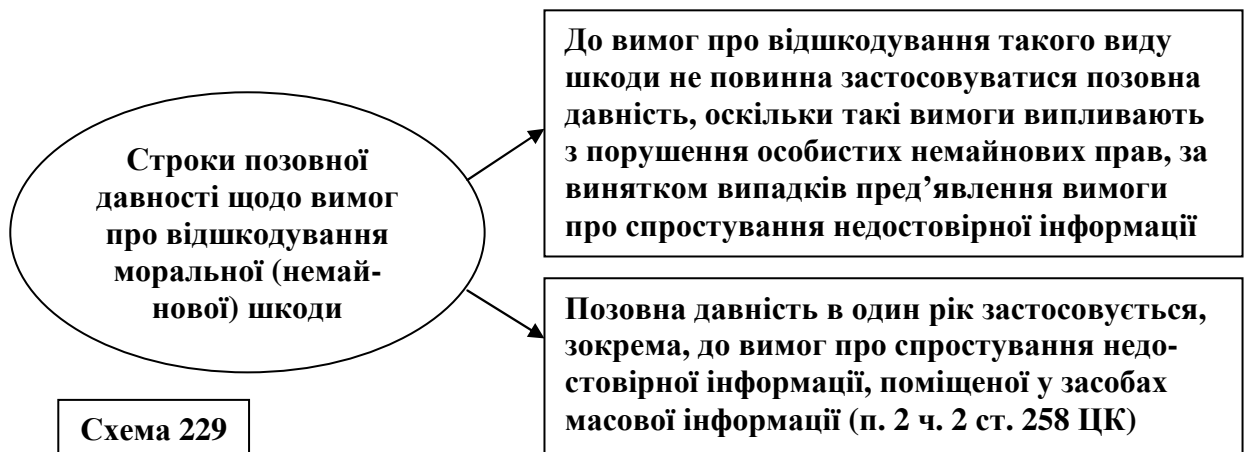 Строки позовної
давності щодо вимог
про відшкодування
моральної (немай-
нової) шкоди
До вимог про відшкодування такого виду
шкоди не повинна застосовуватися позовна
давність, оскільки такі вимоги випливають
з порушення особистих немайнових прав, за
винятком випадків пред’явлення вимоги
про спростування недостовірної інформації
Позовна давність в один рік застосовується,
зокрема, до вимог про спростування недо-
стовірної інформації, поміщеної у засобах
масової інформації (п. 2 ч. 2 ст. 258 ЦК)
Схема 229